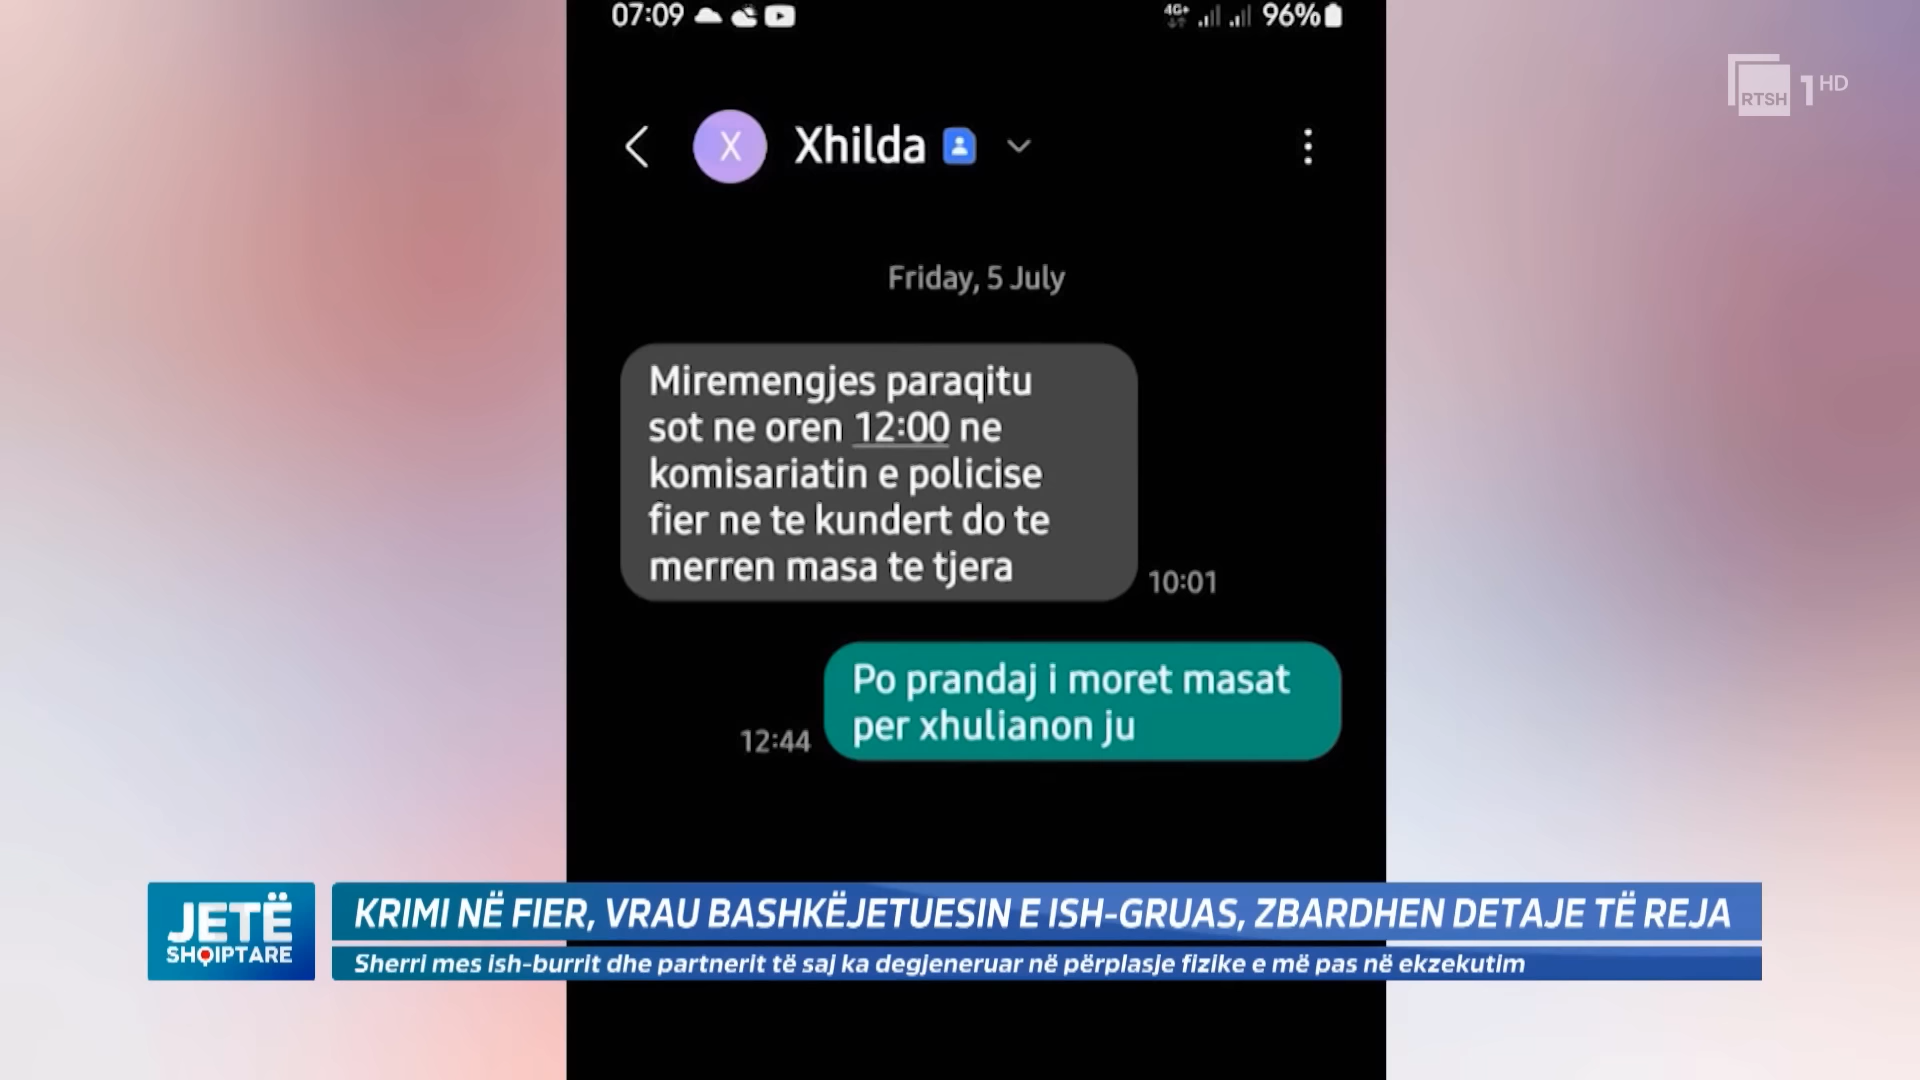 07:09
4G+
96%
RTSH 1 HD
X
Xhilda
Friday, 5 July
Miremengjes paraqitu
sot ne oren 12:00 ne
komisariatin e policise
fier ne te kundert do te
merren masa te tjera
10:01
Po prandaj i moret masat
per xhulianon ju
12:44
JETË
SHQIPTARE
KRIMI NË FIER, VRAU BASHKËJETUESIN E ISH-GRUAS, ZBARDHEN DETAJE TË REJA
Sherri mes ish-burrit dhe partnerit të saj ka degjeneruar në përplasje fizike e më pas në ekzekutim